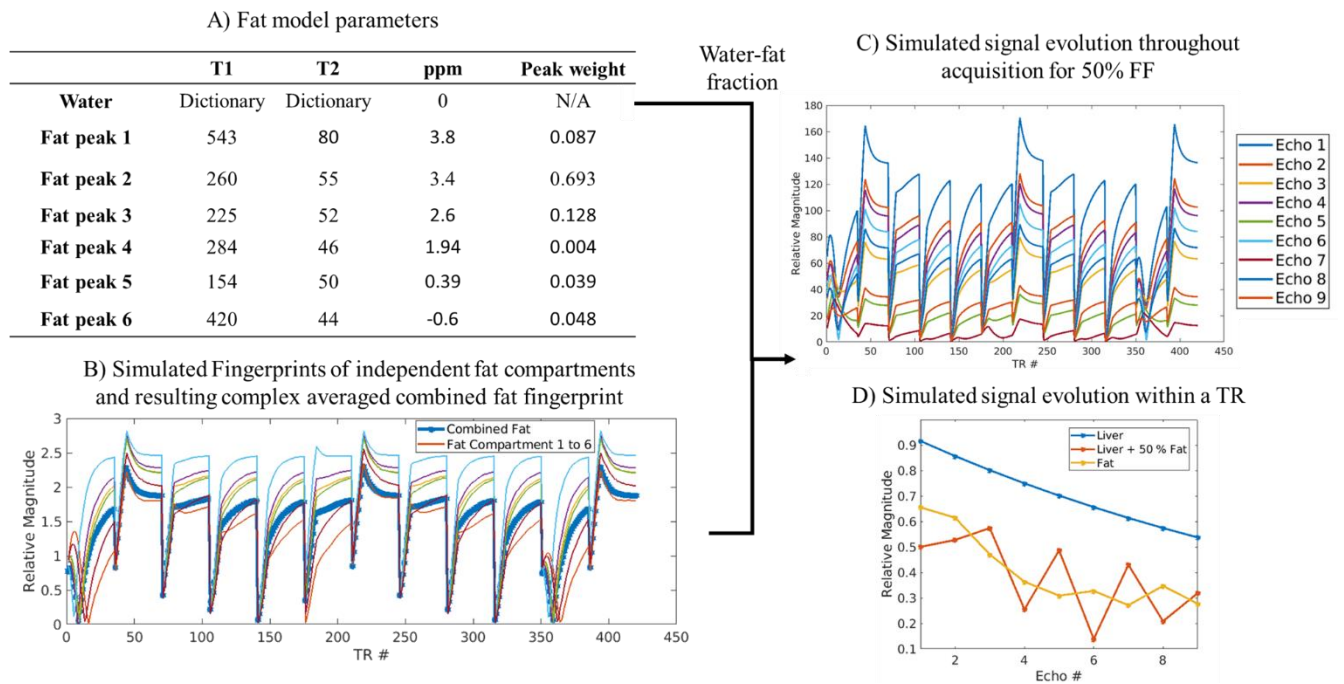 A) Fat model parameters
T1 T2 ppm Peak weight
Water Dictionary Dictionary 0 N/A
Fat peak 1 543 80 3.8 0.087
Fat peak 2 260 55 3.4 0.693
Fat peak 3 225 52 2.6 0.128
Fat peak 4 284 46 1.94 0.004
Fat peak 5 154 50 0.39 0.039
Fat peak 6 420 44 -0.6 0.048
Water-fat
fraction
B) Simulated Fingerprints of independent fat compartments
and resulting complex averaged combined fat fingerprint
3
2.5
2
1.5
1
0.5
0
Relative Magnitude
Combined Fat
Fat Compartment 1 to 6
0 50 100 150 200 250 300 350 400 450
TR #
C) Simulated signal evolution throughout
acquisition for 50% FF
180
160
140
120
100
80
60
40
20
0
Relative Magnitude
0 50 100 150 200 250 300 350 400 450
TR #
Echo 1
Echo 2
Echo 3
Echo 4
Echo 5
Echo 6
Echo 7
Echo 8
Echo 9
D) Simulated signal evolution within a TR
0.9
0.8
0.7
0.6
0.5
0.4
0.3
0.2
0.1
Relative Magnitude
Liver
Liver + 50 % Fat
Fat
2 4 6 8
Echo #